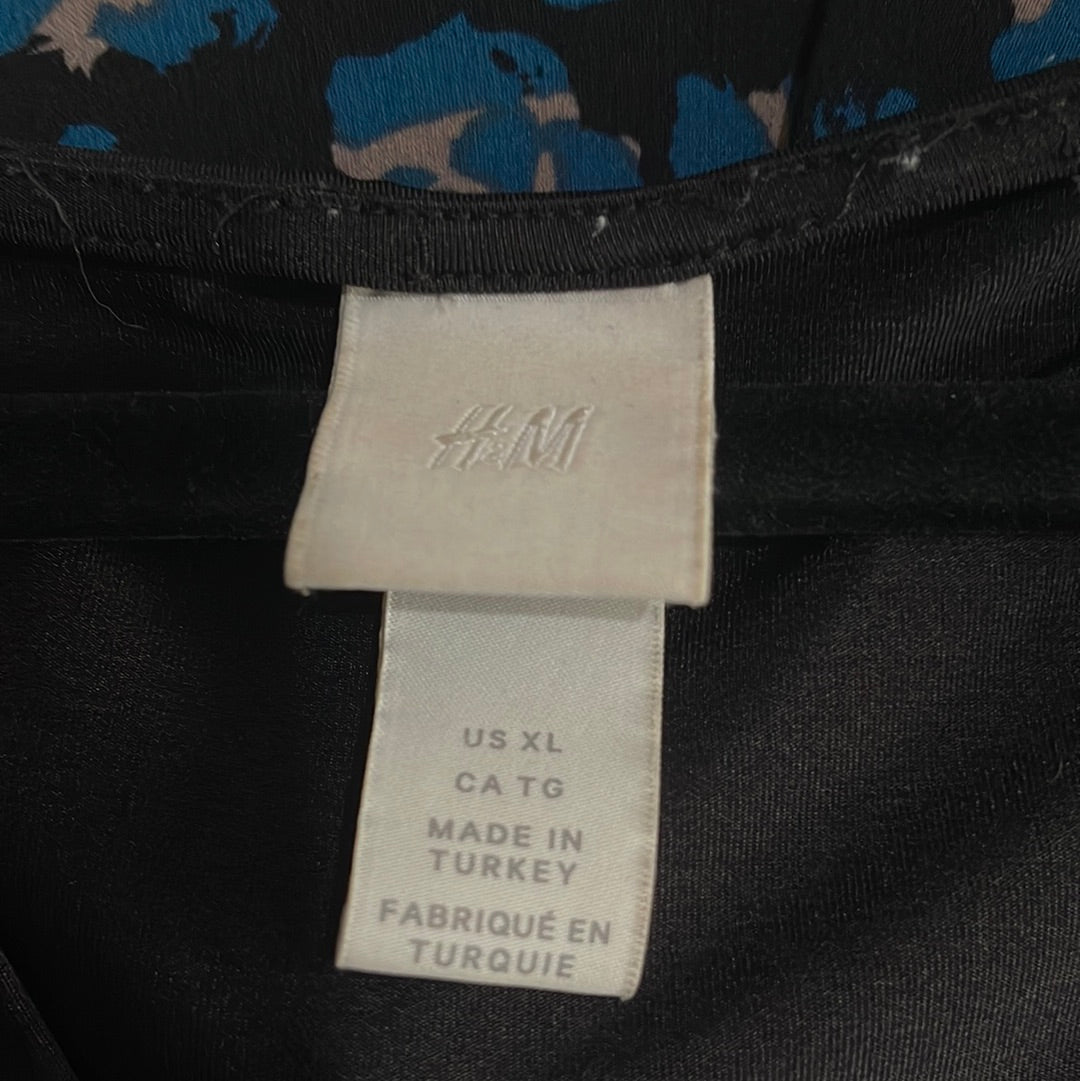 H&M
US XL
CA TG
MADE IN
TURKEY
FABRIQUÉ EN
TURQUIE